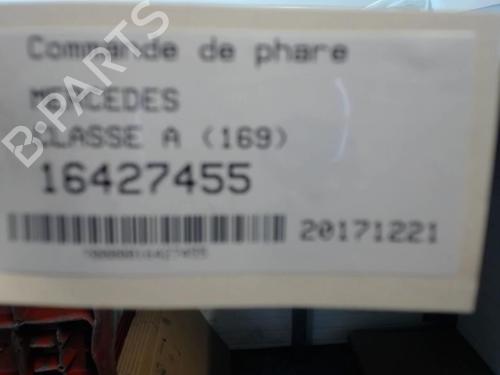 Commande de phare
MERCEDES
CLASSE A (169)
16427455
20171221
B-PARTS